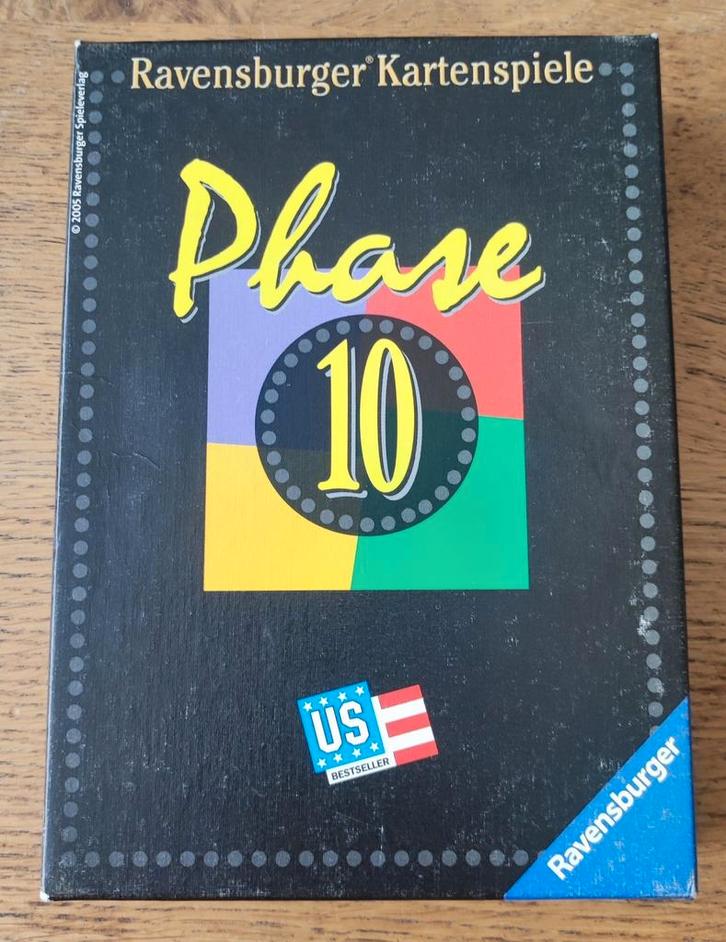 Ravensburger® Kartenspiele
© 2005 Ravensburger Spieleverlag
Phase
10
US
BESTSELLER
Ravensburger